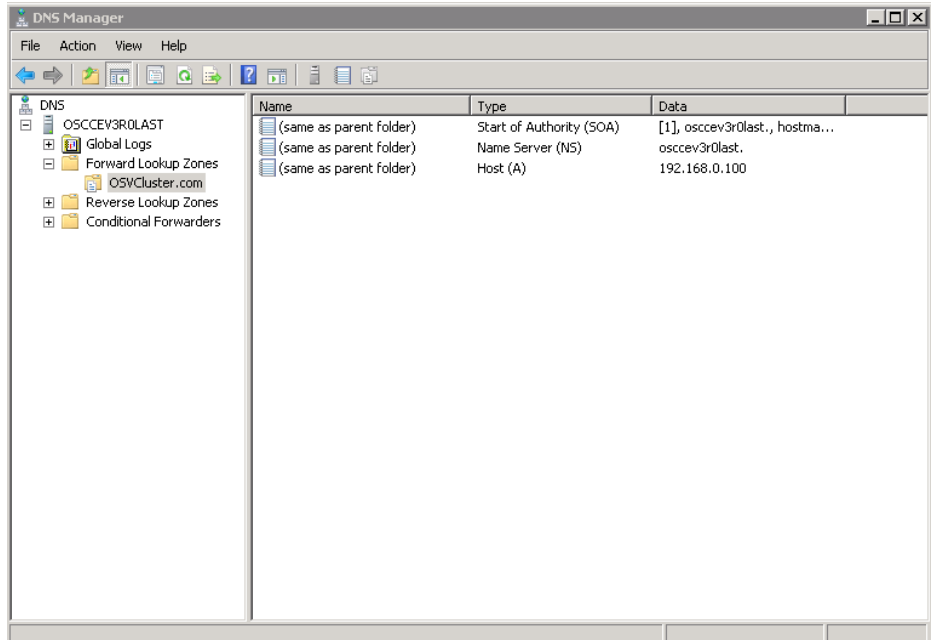 DNS Manager
File Action View Help
DNS
OSCCEV3R0LAST
Global Logs
Forward Lookup Zones
OSVCluster.com
Reverse Lookup Zones
Conditional Forwarders
Name Type Data
(same as parent folder) Start of Authority (SOA) [1], osccev3r0last., hostma...
(same as parent folder) Name Server (NS) osccev3r0last.
(same as parent folder) Host (A) 192.168.0.100